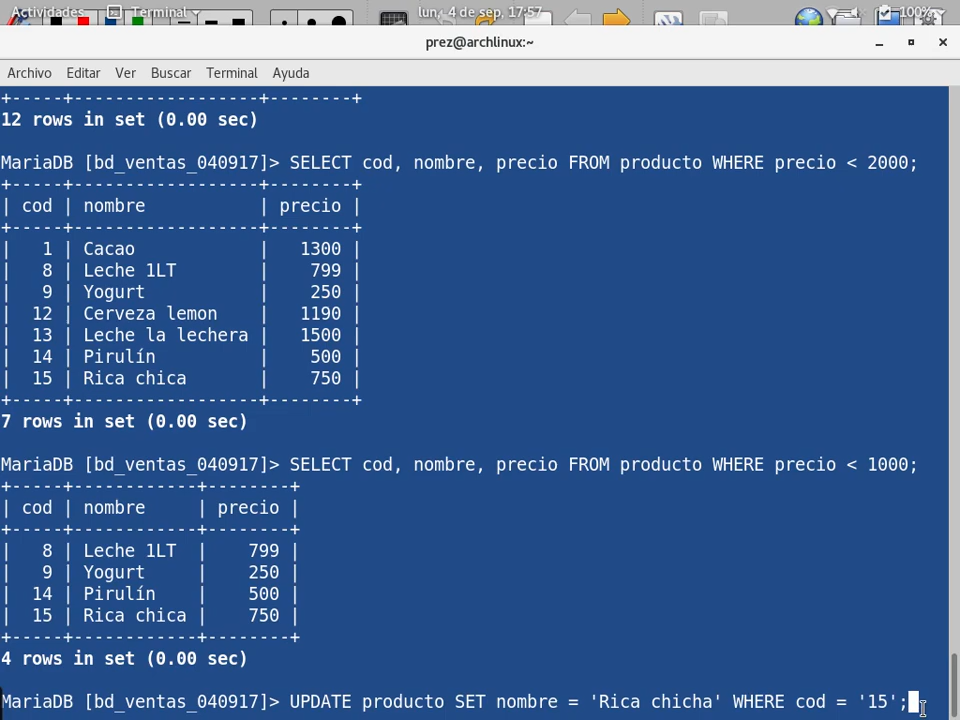 Actividades Terminal lun, 4 de sep, 17:57 100%
prez@archlinux:~
Archivo Editar Ver Buscar Terminal Ayuda
+-----+------------------+--------+
12 rows in set (0.00 sec)
MariaDB [bd_ventas_040917]> SELECT cod, nombre, precio FROM producto WHERE precio < 2000;
+-----+------------------+--------+
| cod | nombre           | precio |
+-----+------------------+--------+
|   1 | Cacao            |   1300 |
|   8 | Leche 1LT        |    799 |
|   9 | Yogurt           |    250 |
|  12 | Cerveza lemon    |   1190 |
|  13 | Leche la lechera |   1500 |
|  14 | Pirulín          |    500 |
|  15 | Rica chica       |    750 |
+-----+------------------+--------+
7 rows in set (0.00 sec)
MariaDB [bd_ventas_040917]> SELECT cod, nombre, precio FROM producto WHERE precio < 1000;
+-----+------------+--------+
| cod | nombre     | precio |
+-----+------------+--------+
|   8 | Leche 1LT  |    799 |
|   9 | Yogurt     |    250 |
|  14 | Pirulín    |    500 |
|  15 | Rica chica |    750 |
+-----+------------+--------+
4 rows in set (0.00 sec)
MariaDB [bd_ventas_040917]> UPDATE producto SET nombre = 'Rica chicha' WHERE cod = '15';